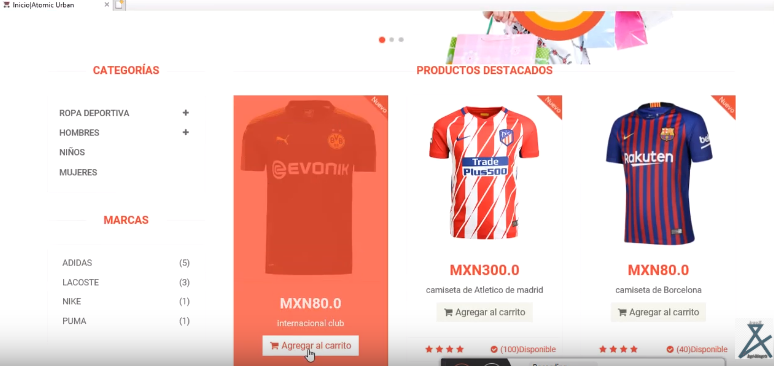 Inicio|Atomic Urban
CATEGORÍAS
ROPA DEPORTIVA
HOMBRES
NIÑOS
MUJERES
MARCAS
ADIDAS (5)
LACOSTE (3)
NIKE (1)
PUMA (1)
PRODUCTOS DESTACADOS
Nuevo
EVONIK
MXN80.0
Internacional club
Agregar al carrito
Nuevo
Trade
Plus500
MXN300.0
camiseta de Atletico de madrid
Agregar al carrito
(100)Disponible
Nuevo
Rakuten
beko
MXN80.0
camiseta de Borcelona
Agregar al carrito
(40)Disponible